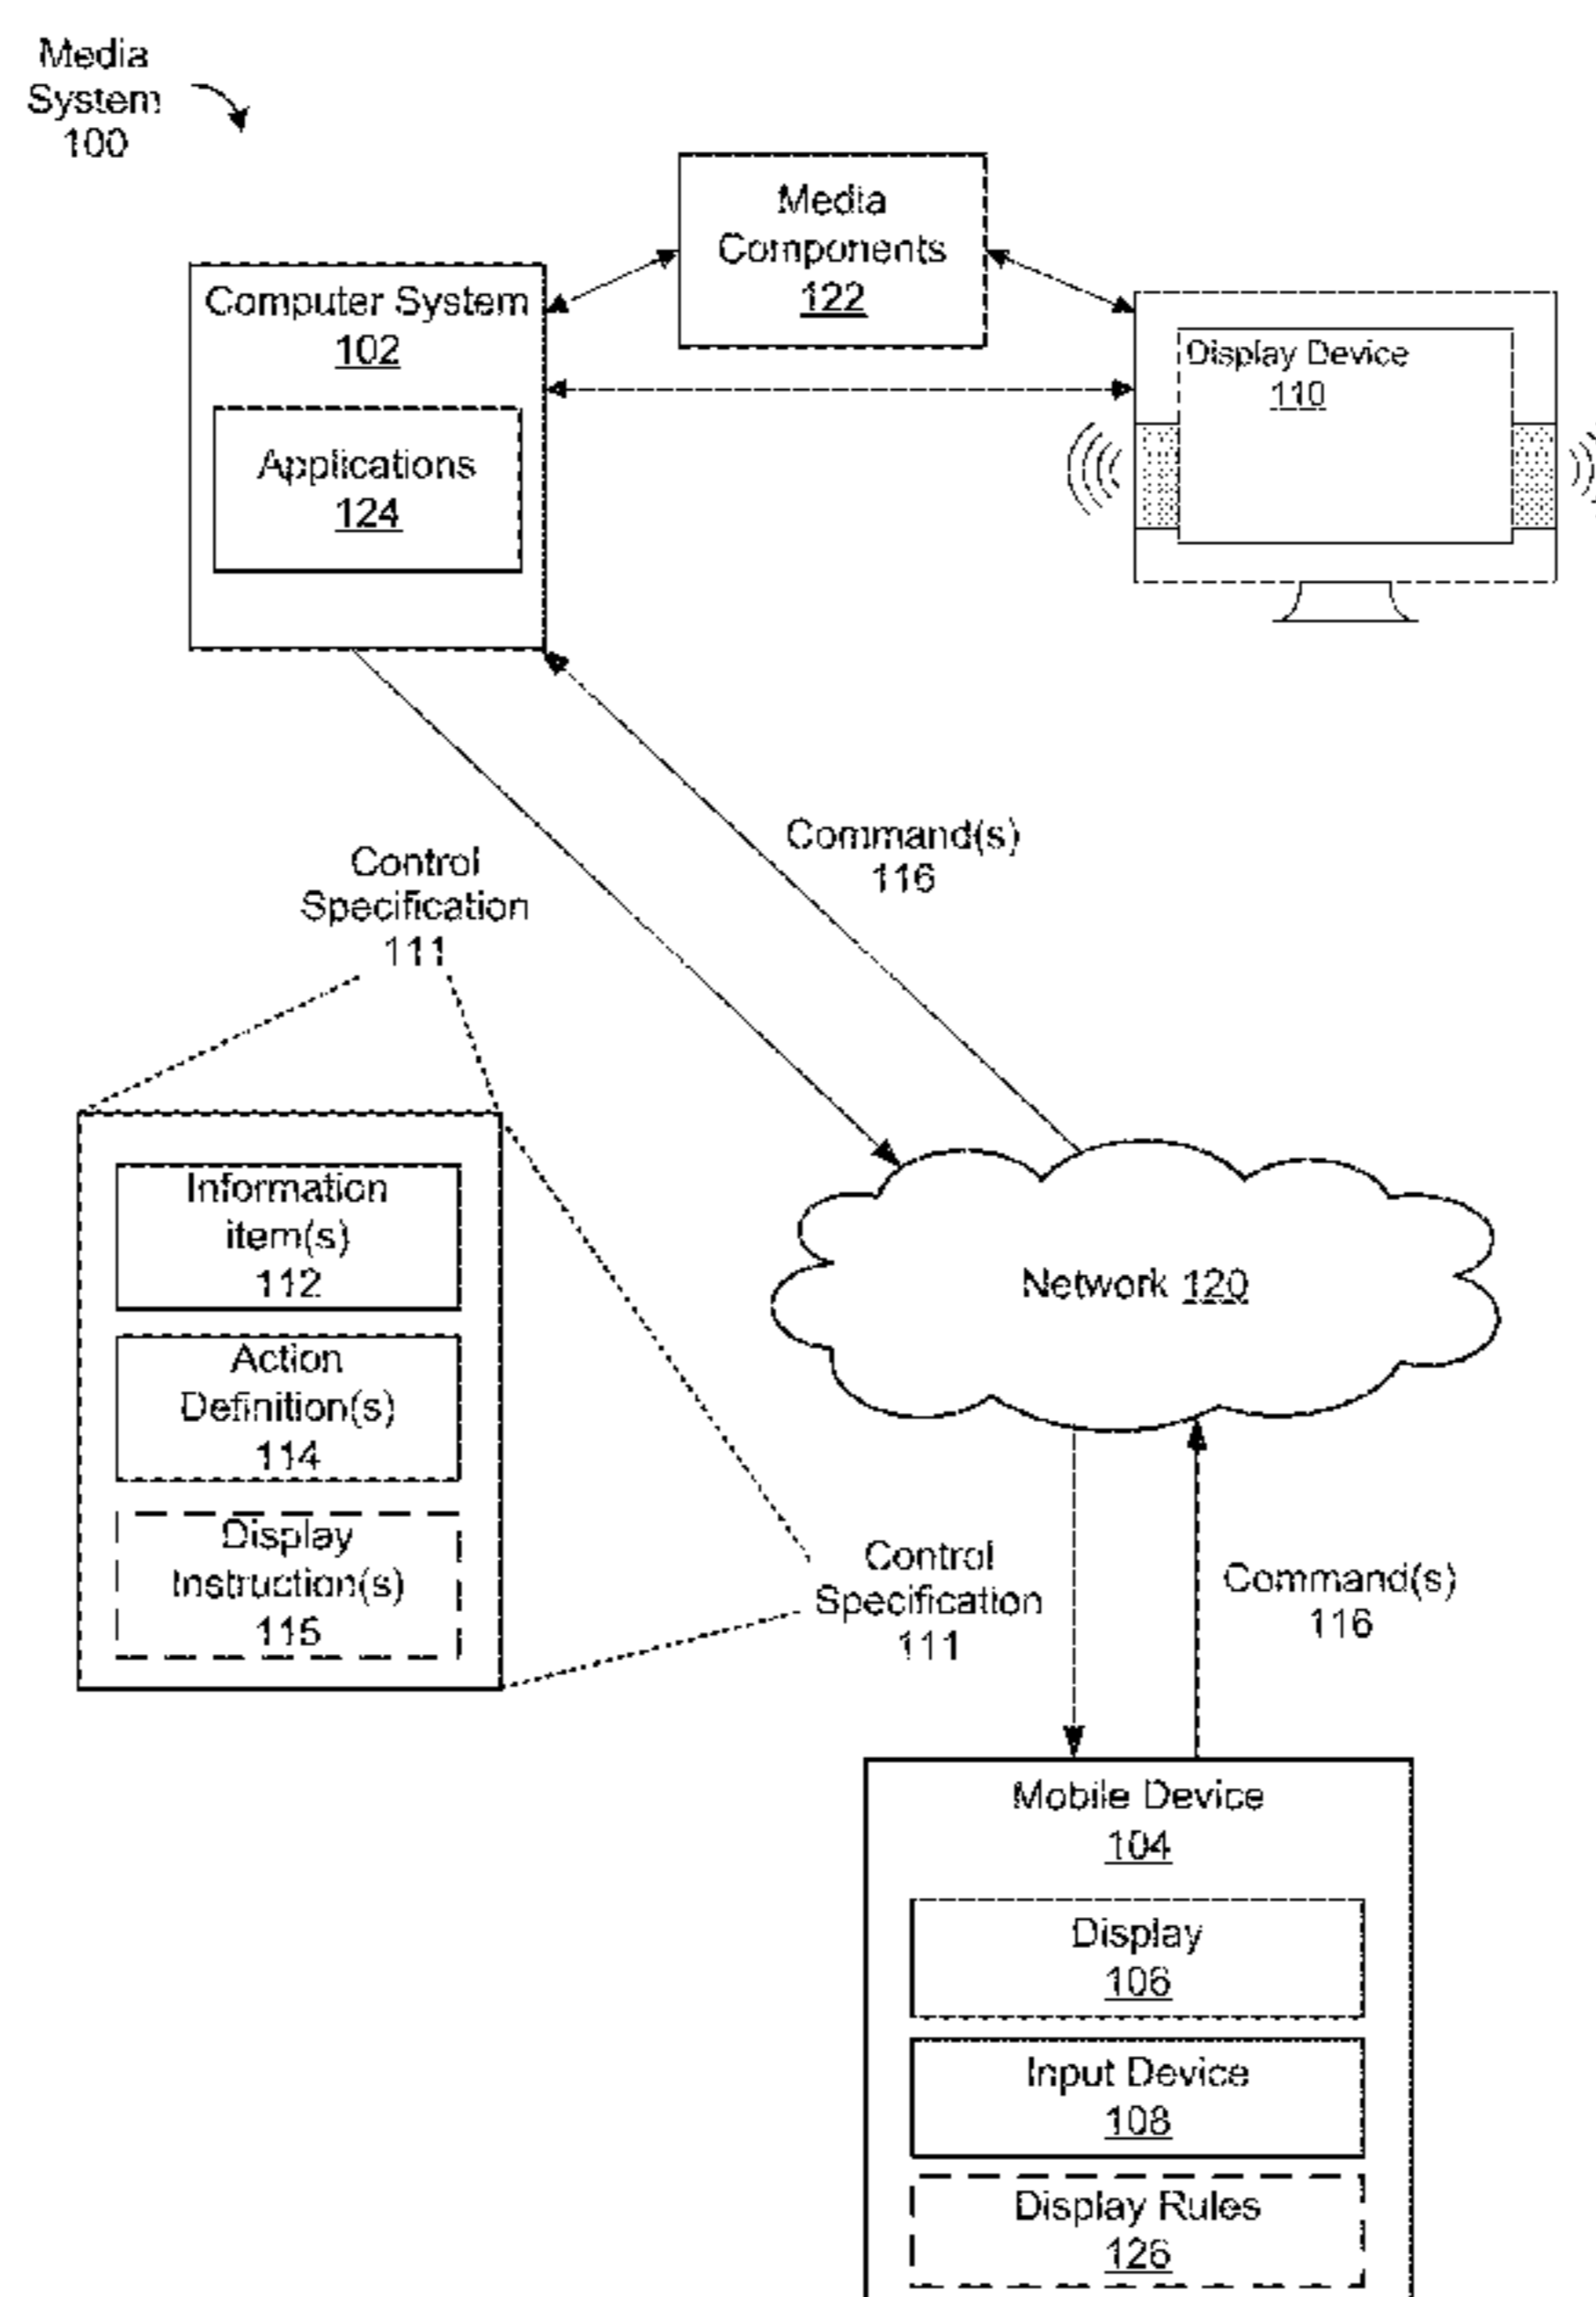 Media
System
100
Media
Components
122
Computer System
102
Applications
124
Display Device
110
Command(s)
116
Control
Specification
111
Information
item(s)
112
Action
Definition(s)
114
Display
Instruction(s)
115
Network 120
Control
Specification
111
Command(s)
116
Mobile Device
104
Display
106
Input Device
108
Display Rules
126